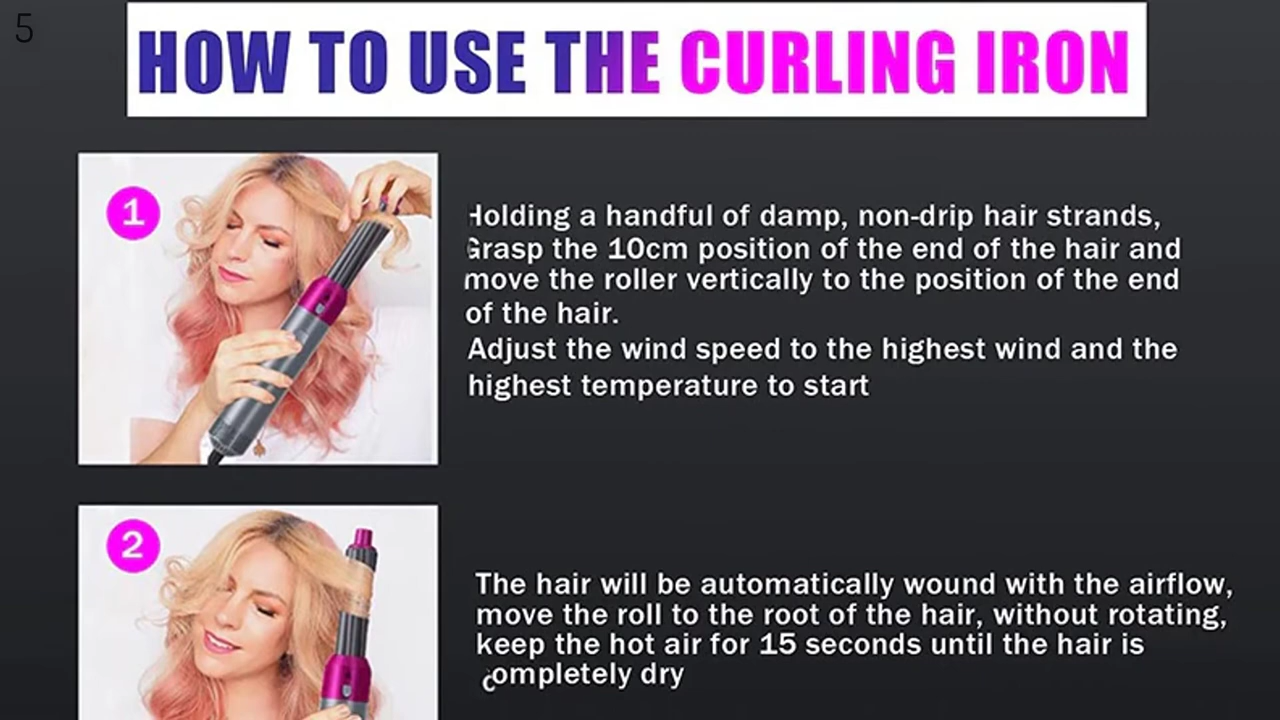 5
HOW TO USE THE CURLING IRON
1
Holding a handful of damp, non-drip hair strands,
Grasp the 10cm position of the end of the hair and
move the roller vertically to the position of the end
of the hair.
Adjust the wind speed to the highest wind and the
highest temperature to start
2
The hair will be automatically wound with the airflow,
move the roll to the root of the hair, without rotating,
keep the hot air for 15 seconds until the hair is
completely dry